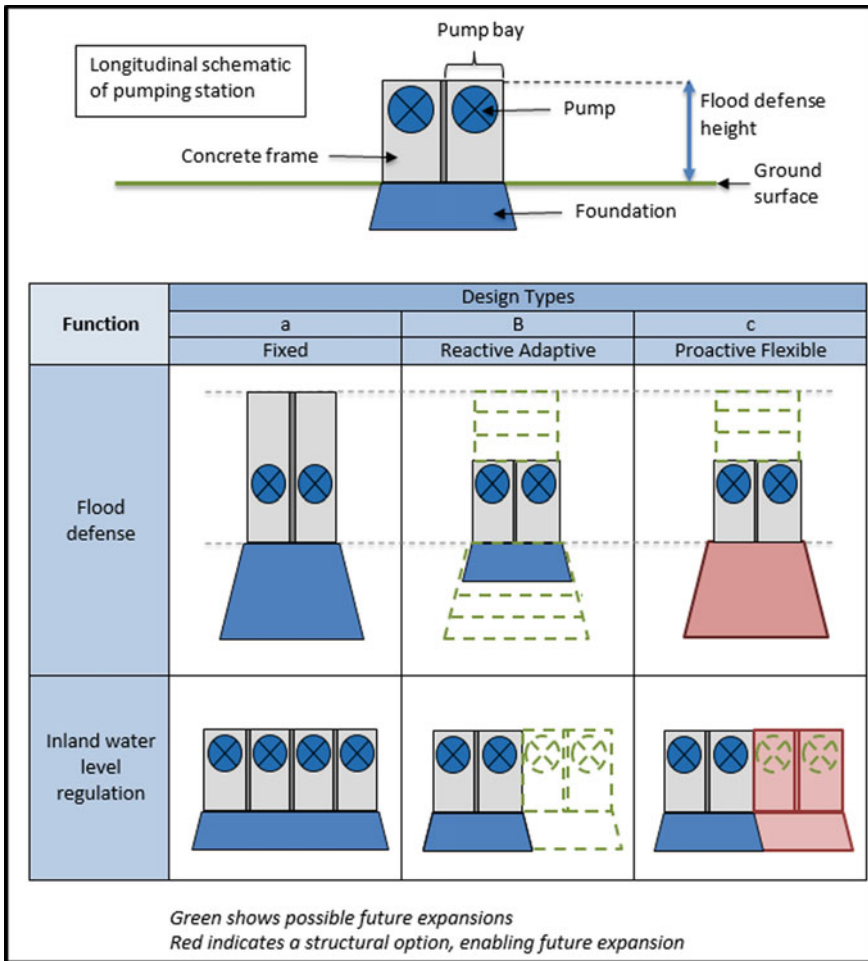 Pump bay
Longitudinal schematic
of pumping station
Pump
Flood defense
height
Concrete frame
Ground
surface
Foundation
Function
Design Types
a
B
c
Fixed
Reactive Adaptive
Proactive Flexible
Flood
defense
Inland water
level
regulation
Green shows possible future expansions
Red indicates a structural option, enabling future expansion